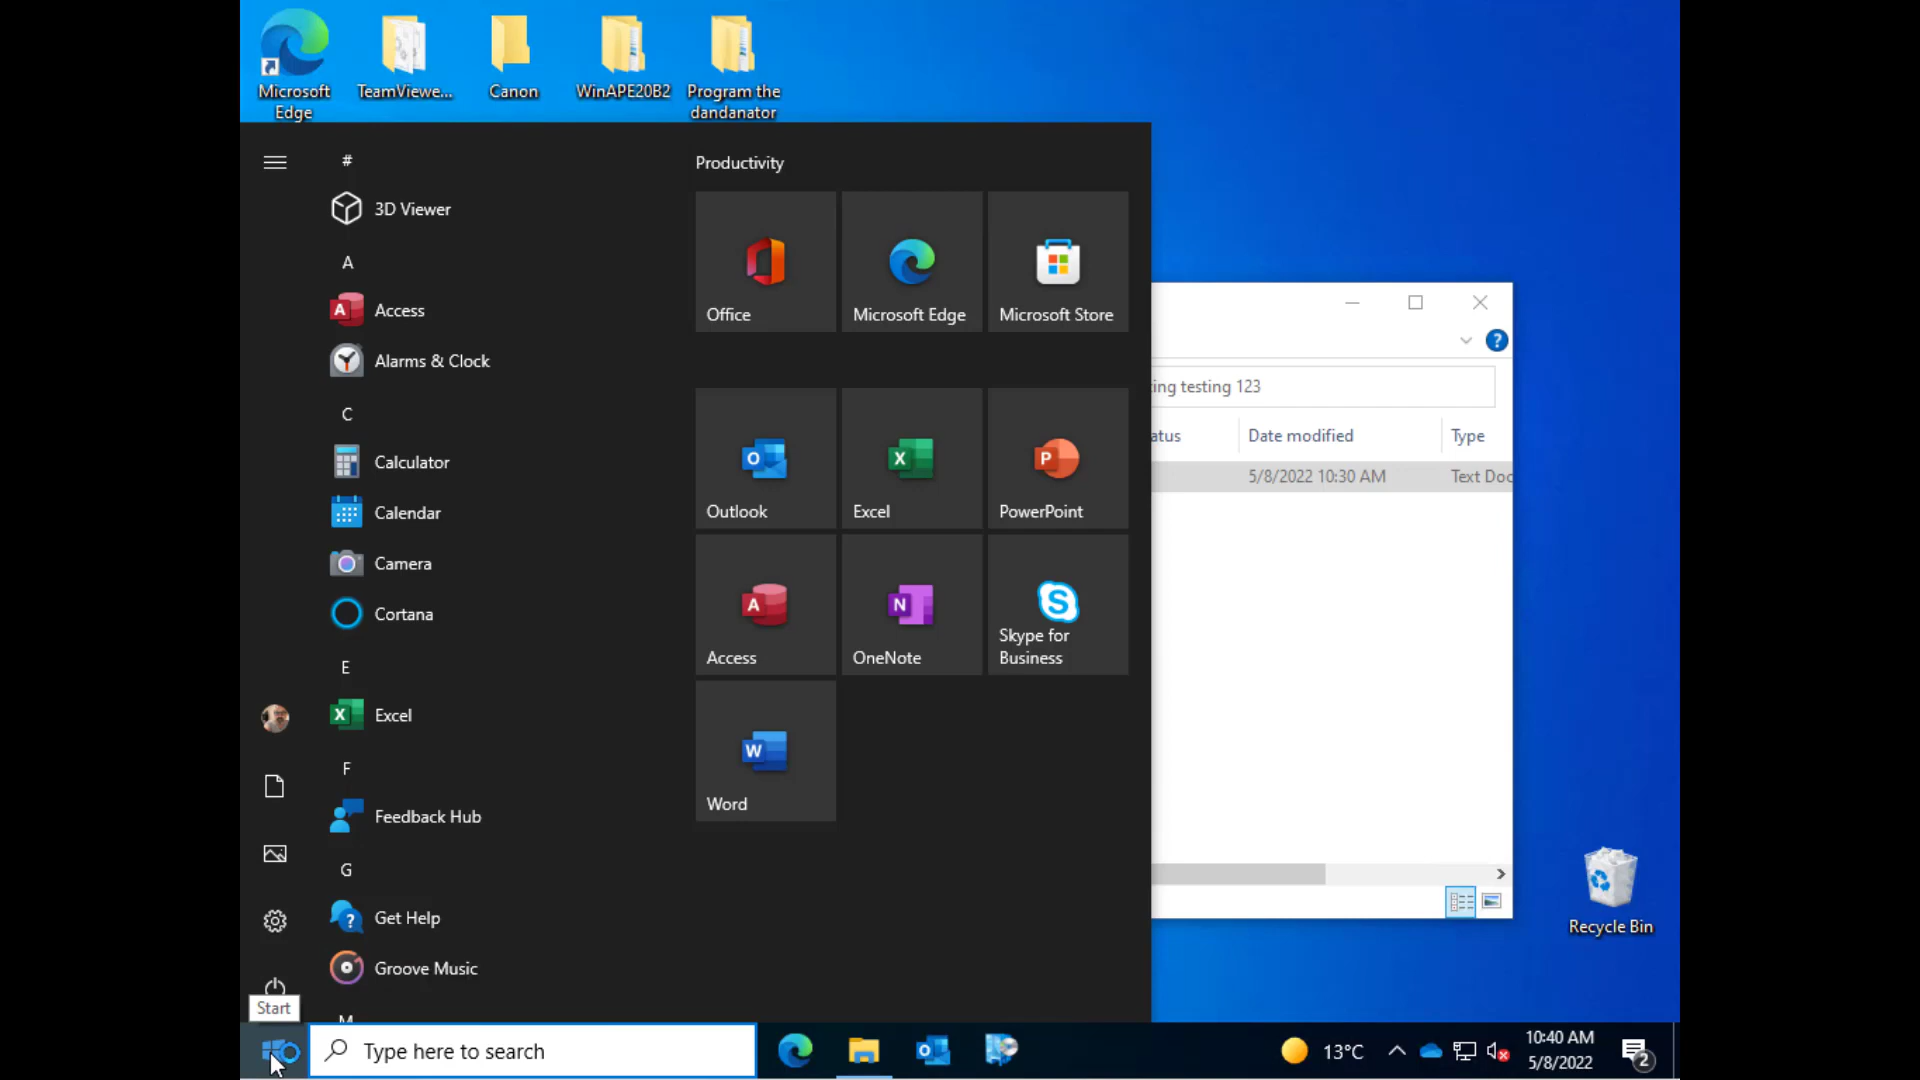 Microsoft
Edge
TeamViewe...
Canon
WinAPE20B2
Program the
dandanator
#
3D Viewer
A
Access
Alarms & Clock
C
Calculator
Calendar
Camera
Cortana
E
Excel
F
Feedback Hub
G
Get Help
Groove Music
M
Start
Productivity
Office
Microsoft Edge
Microsoft Store
Outlook
Excel
PowerPoint
Access
OneNote
Skype for
Business
Word
ing testing 123
atus
Date modified
Type
5/8/2022 10:30 AM
Text Doc
Recycle Bin
Type here to search
13°C
10:40 AM
5/8/2022
2